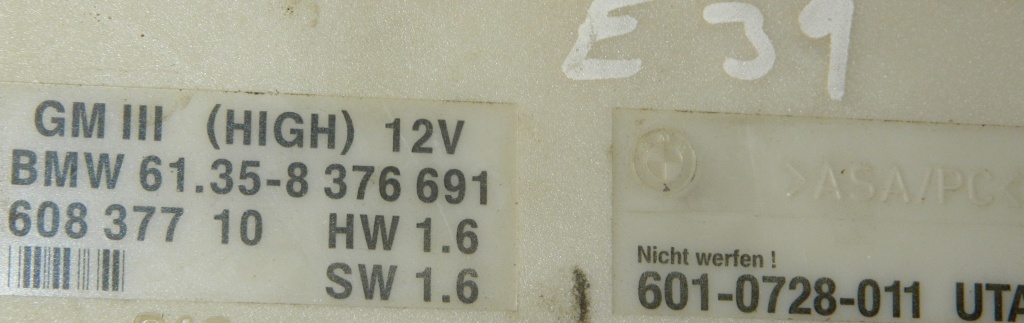 E 39
GM III (HIGH) 12V
BMW 61.35-8 376 691
608 377 10 HW 1.6
SW 1.6
>ASA/PC<
Nicht werfen !
601-0728-011 UTA